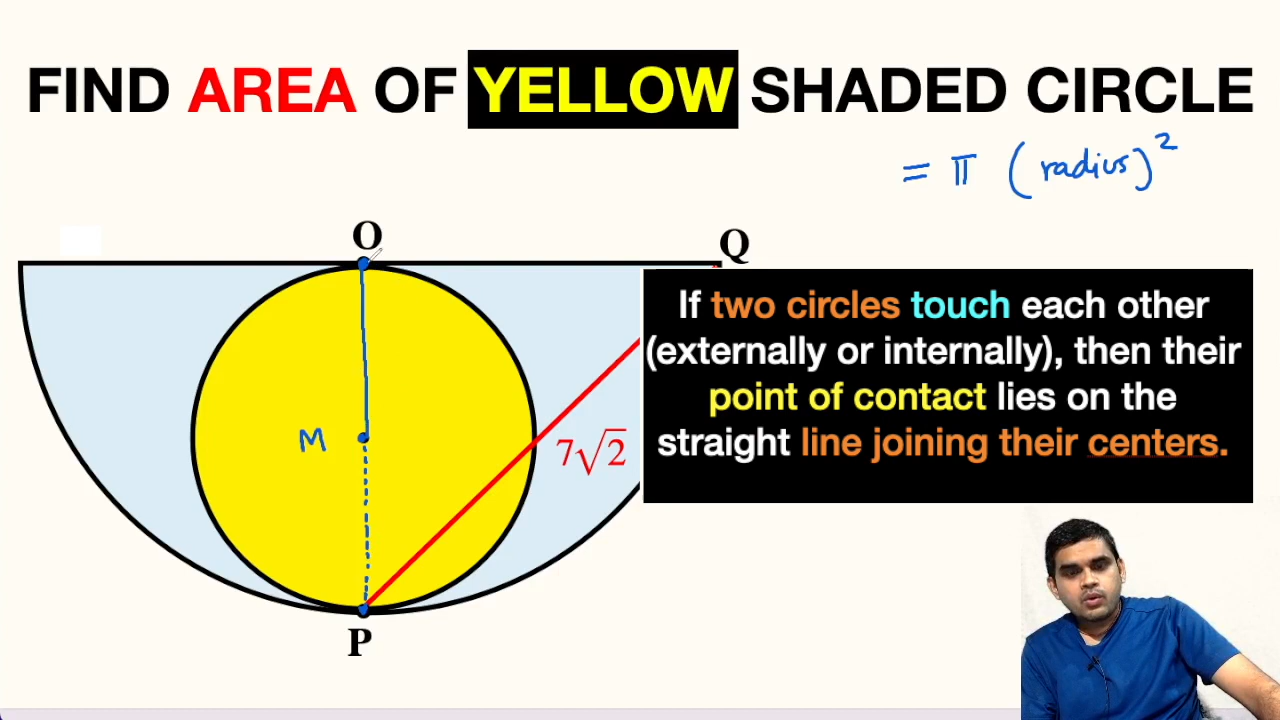 FIND AREA OF YELLOW SHADED CIRCLE
= π (radius)²
O
Q
If two circles touch each other
(externally or internally), then their
point of contact lies on the
straight line joining their centers.
M
7√2
P